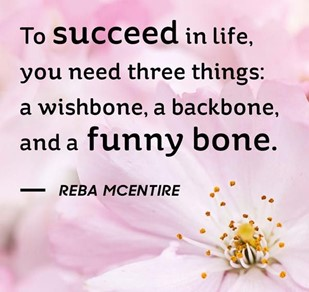 To succeed in life,
you need three things:
a wishbone, a backbone,
and a funny bone.
— REBA MCENTIRE